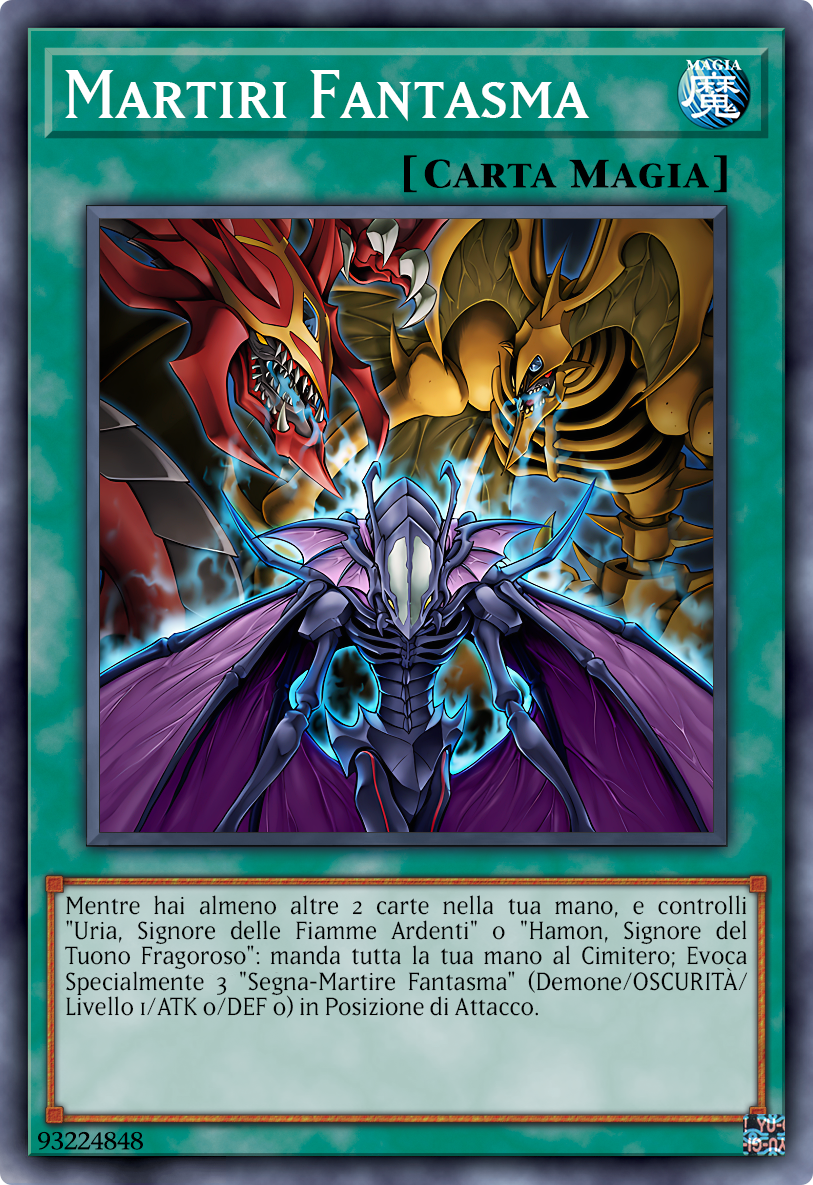 Martiri Fantasma
MAGIA
魔
[Carta Magia]
Mentre hai almeno altre 2 carte nella tua mano, e controlli
"Uria, Signore delle Fiamme Ardenti" o "Hamon, Signore del
Tuono Fragoroso": manda tutta la tua mano al Cimitero; Evoca
Specialmente 3 "Segna-Martire Fantasma" (Demone/OSCURITÀ/
Livello 1/ATK 0/DEF 0) in Posizione di Attacco.
93224848